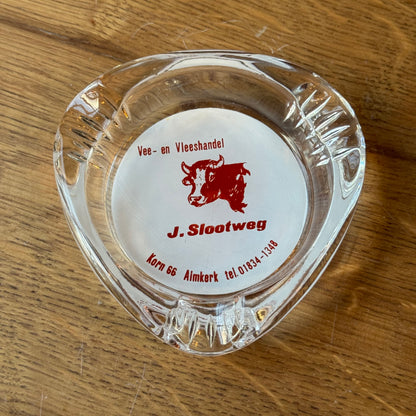 Vee- en Vleeshandel
J. Slootweg
Korn 66 Almkerk tel. 01834-1348